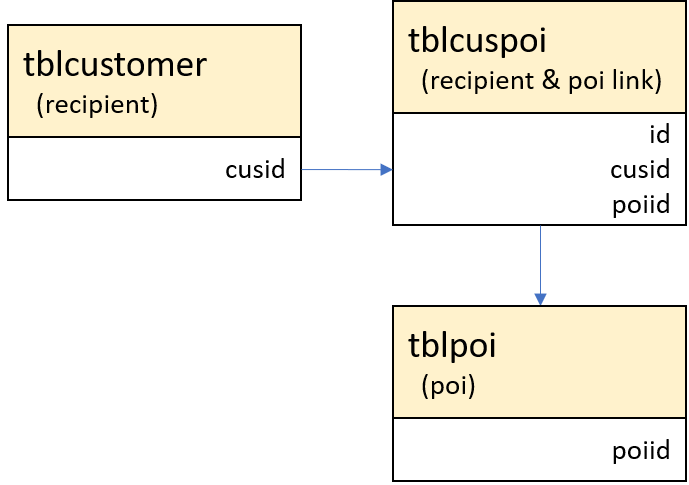 tblcustomer
(recipient)
cusid
tblcuspoi
(recipient & poi link)
id
cusid
poiid
tblpoi
(poi)
poiid